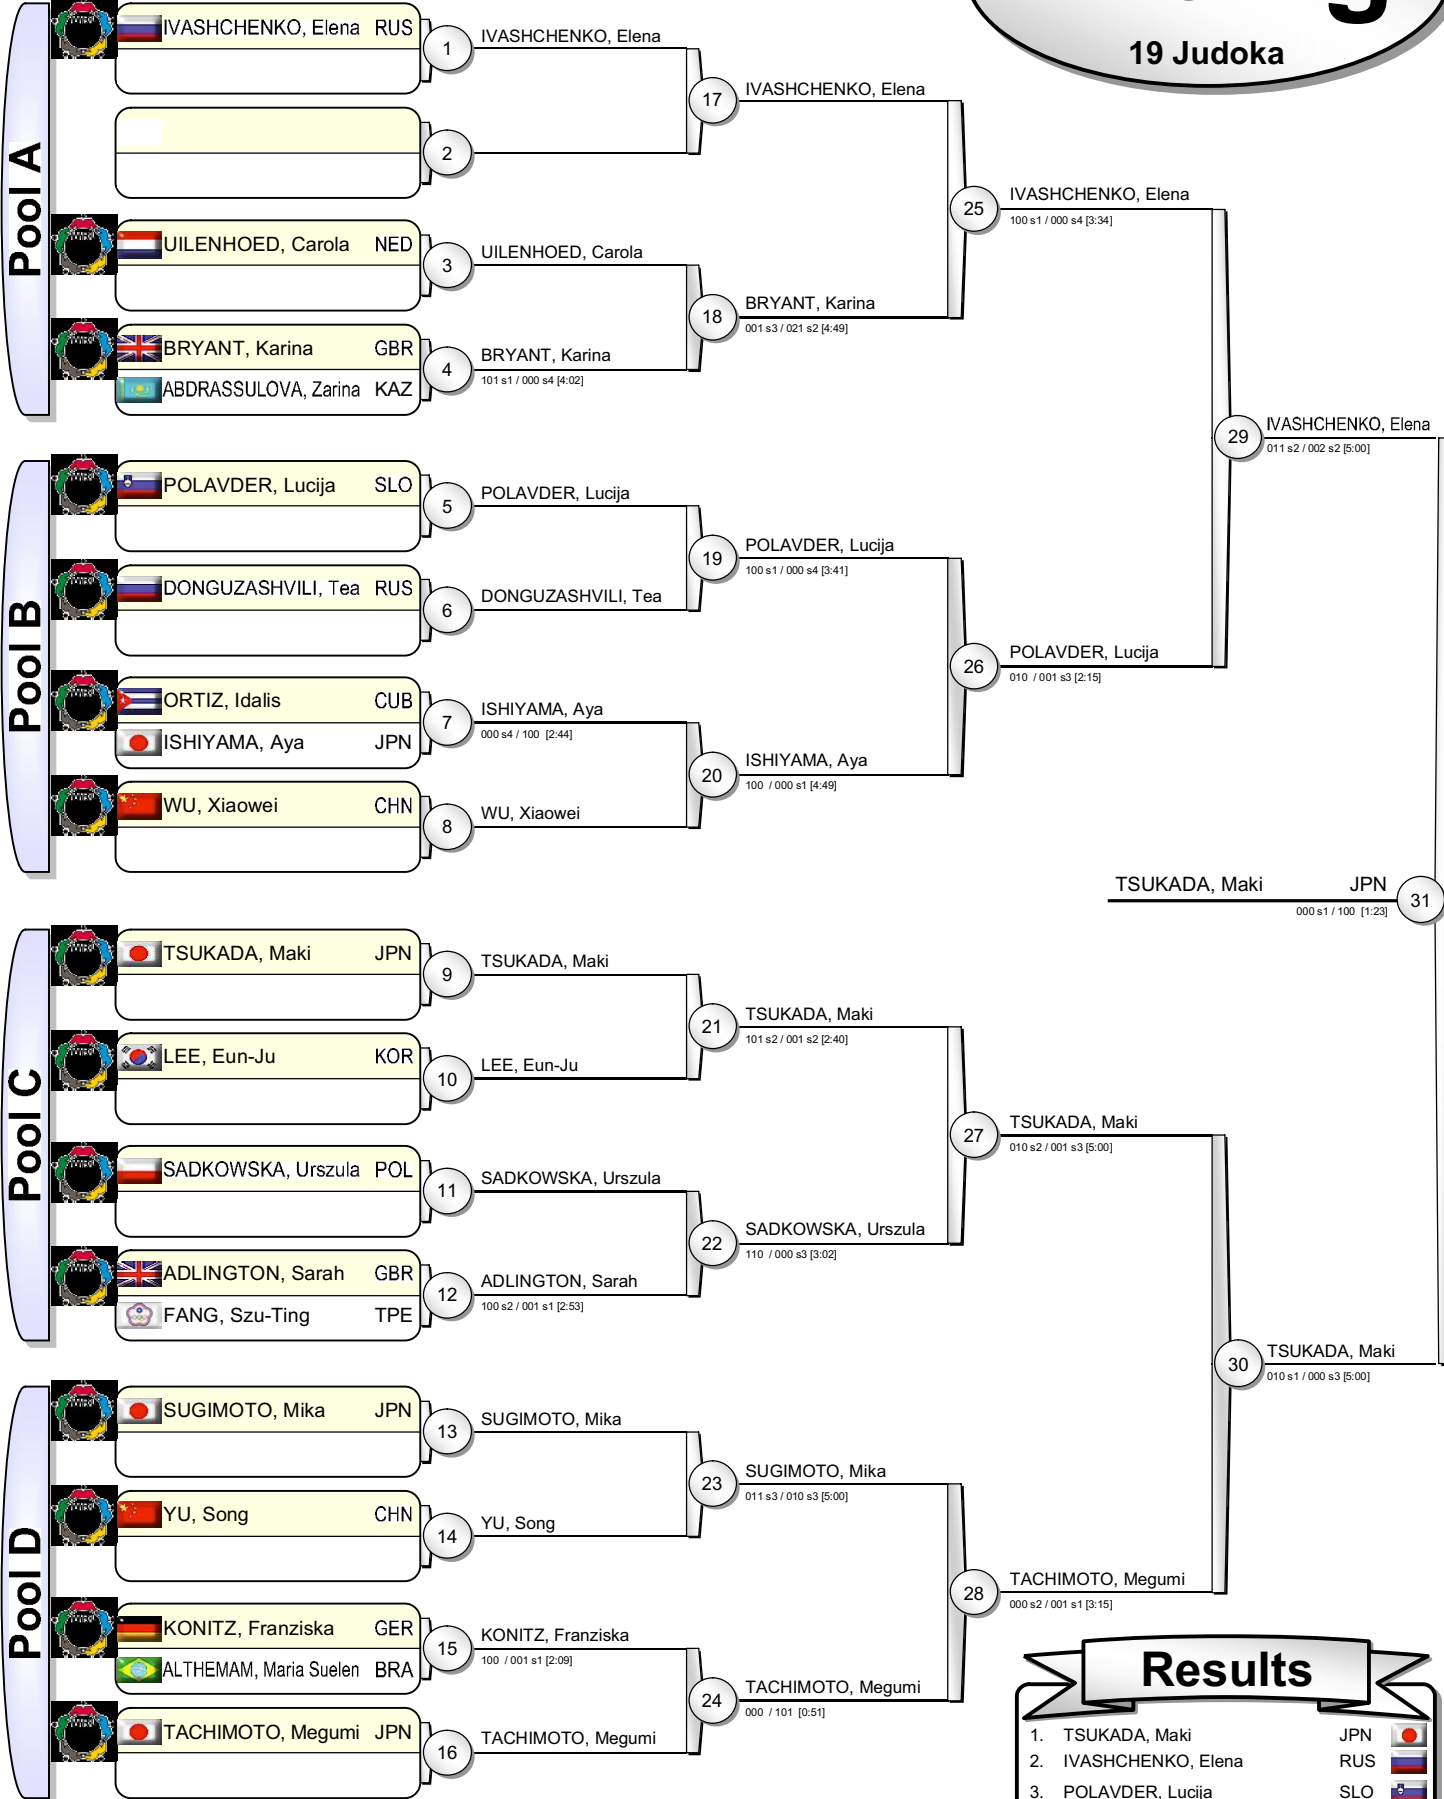 19 Judoka
Pool A
IVASHCHENKO, Elena RUS
1
IVASHCHENKO, Elena
2
17
IVASHCHENKO, Elena
UILENHOED, Carola NED
3
UILENHOED, Carola
BRYANT, Karina GBR
ABDRASSULOVA, Zarina KAZ
4
BRYANT, Karina
101 s1 / 000 s4 [4:02]
18
BRYANT, Karina
001 s3 / 021 s2 [4:49]
25
IVASHCHENKO, Elena
100 s1 / 000 s4 [3:34]
Pool B
POLAVDER, Lucija SLO
5
POLAVDER, Lucija
DONGUZASHVILI, Tea RUS
6
DONGUZASHVILI, Tea
19
POLAVDER, Lucija
100 s1 / 000 s4 [3:41]
ORTIZ, Idalis CUB
ISHIYAMA, Aya JPN
7
ISHIYAMA, Aya
000 s4 / 100 [2:44]
WU, Xiaowei CHN
8
WU, Xiaowei
20
ISHIYAMA, Aya
100 / 000 s1 [4:49]
26
POLAVDER, Lucija
010 / 001 s3 [2:15]
29
IVASHCHENKO, Elena
011 s2 / 002 s2 [5:00]
TSUKADA, Maki JPN
000 s1 / 100 [1:23]
31
Pool C
TSUKADA, Maki JPN
9
TSUKADA, Maki
LEE, Eun-Ju KOR
10
LEE, Eun-Ju
21
TSUKADA, Maki
101 s2 / 001 s2 [2:40]
SADKOWSKA, Urszula POL
11
SADKOWSKA, Urszula
ADLINGTON, Sarah GBR
FANG, Szu-Ting TPE
12
ADLINGTON, Sarah
100 s2 / 001 s1 [2:53]
22
SADKOWSKA, Urszula
110 / 000 s3 [3:02]
27
TSUKADA, Maki
010 s2 / 001 s3 [5:00]
Pool D
SUGIMOTO, Mika JPN
13
SUGIMOTO, Mika
YU, Song CHN
14
YU, Song
23
SUGIMOTO, Mika
011 s3 / 010 s3 [5:00]
KONITZ, Franziska GER
ALTHEMAM, Maria Suelen BRA
15
KONITZ, Franziska
100 / 001 s1 [2:09]
TACHIMOTO, Megumi JPN
16
TACHIMOTO, Megumi
24
TACHIMOTO, Megumi
000 / 101 [0:51]
28
TACHIMOTO, Megumi
000 s2 / 001 s1 [3:15]
30
TSUKADA, Maki
010 s1 / 000 s3 [5:00]
Results
1. TSUKADA, Maki JPN
2. IVASHCHENKO, Elena RUS
3. POLAVDER, Lucija SLO